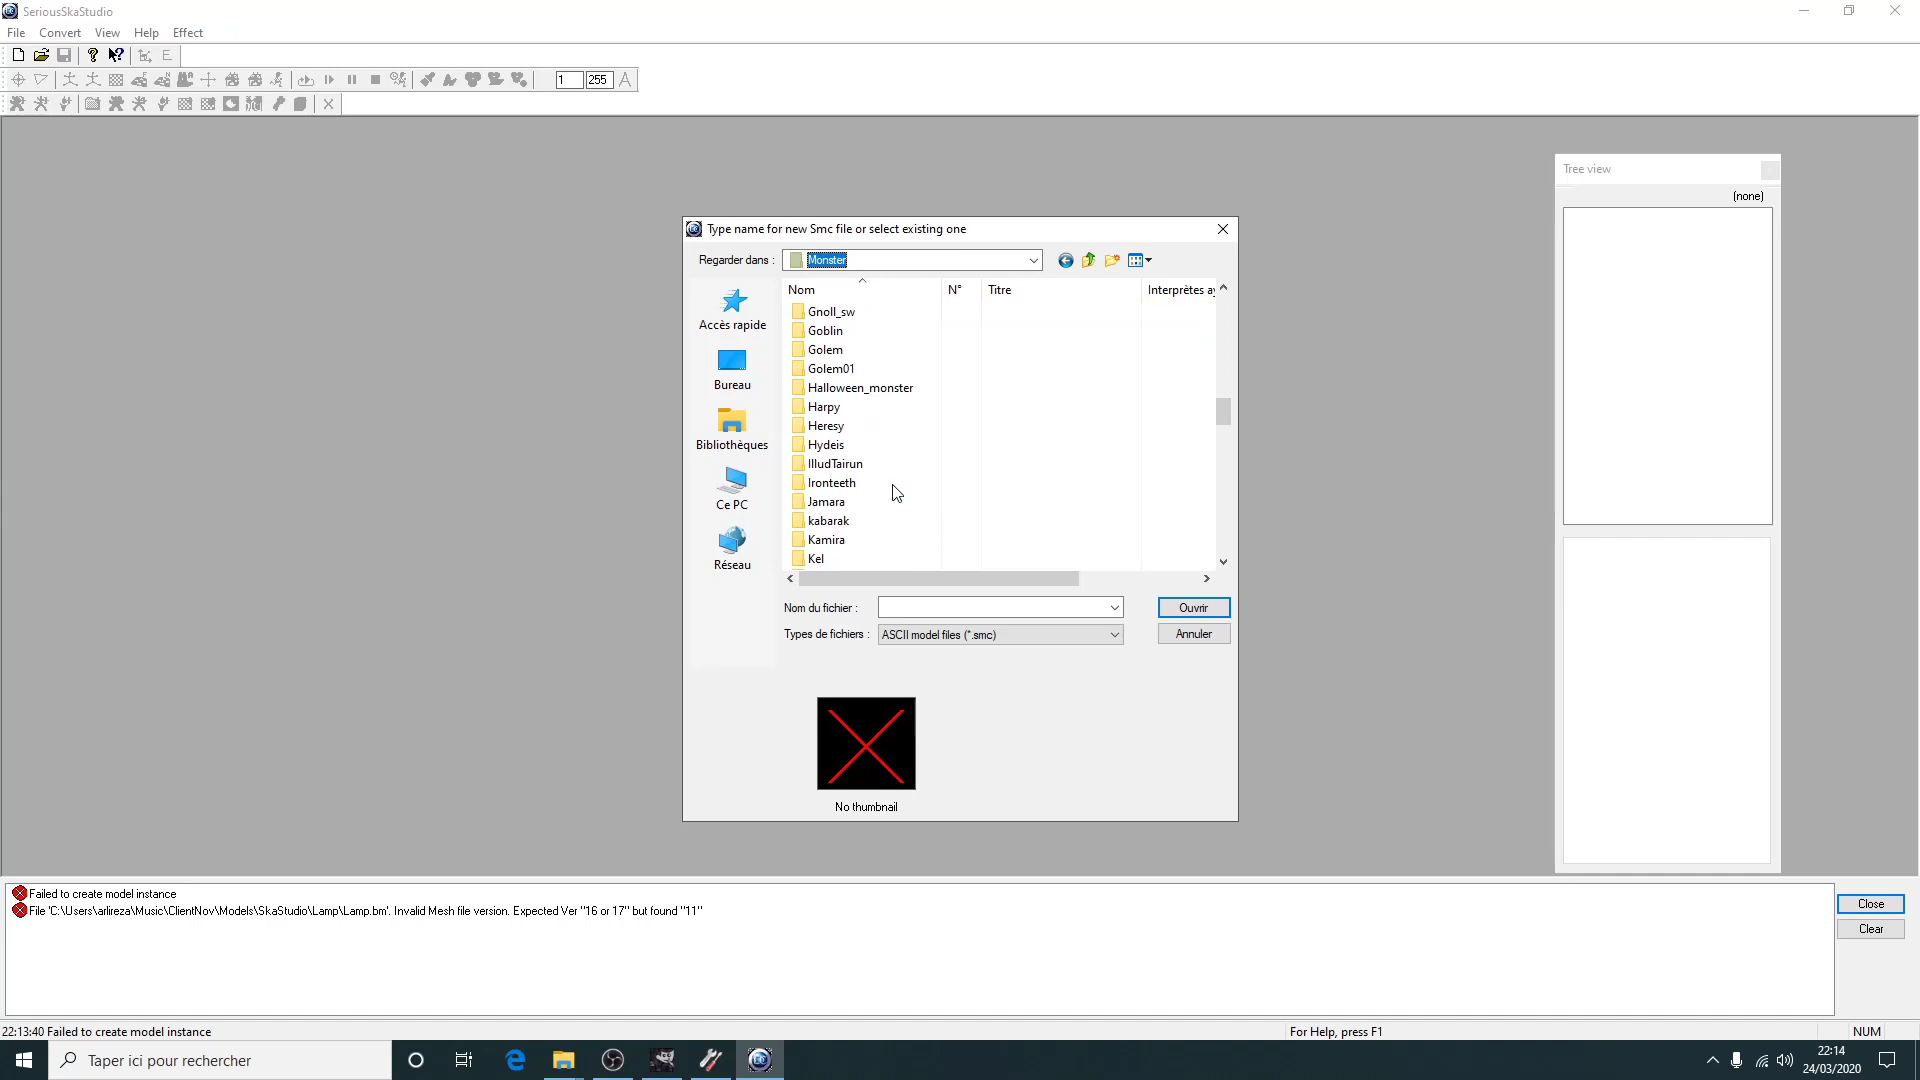 SeriousSkaStudio
File Convert View Help Effect
1 255
Tree view
(none)
Type name for new Smc file or select existing one
Regarder dans : Monster
Nom N° Titre Interprètes ay
Accès rapide
Bureau
Bibliothèques
Ce PC
Réseau
Gnoll_sw
Goblin
Golem
Golem01
Halloween_monster
Harpy
Heresy
Hydeis
IlludTairun
Ironteeth
Jamara
kabarak
Kamira
Kel
Nom du fichier : Ouvrir
Types de fichiers : ASCII model files (*.smc) Annuler
No thumbnail
Failed to create model instance
File 'C:\Users\arlireza\Music\ClientNov\Models\SkaStudio\Lamp\Lamp.bm'. Invalid Mesh file version. Expected Ver "16 or 17" but found "11"
Close
Clear
22:13:40 Failed to create model instance For Help, press F1 NUM
Taper ici pour rechercher
22:14
24/03/2020